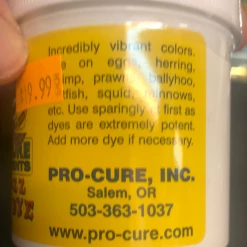 Incredibly vibrant colors.
on eggs, herring,
prawn, ballyhoo,
squid, minnows,
etc. Use sparingly at first as
dyes are extremely potent.
Add more dye if necessary.
$19.99
PRO-CURE, INC.
Salem, OR
503-363-1037
www.pro-cure.com